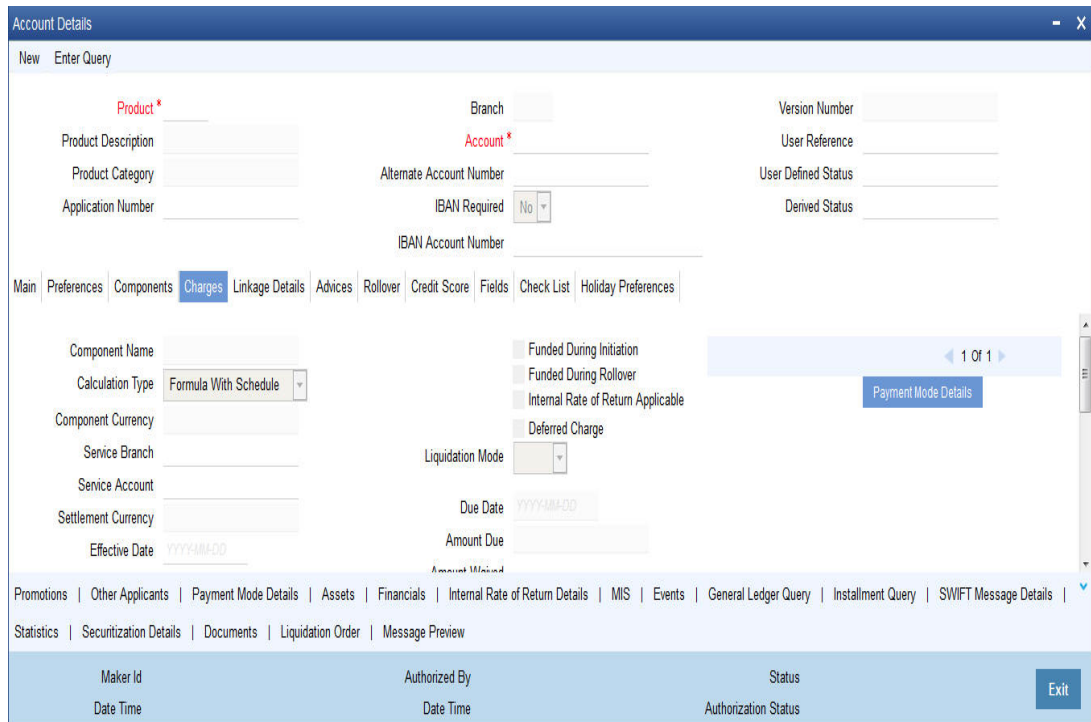 Account Details - X
New Enter Query
Product * Branch Version Number
Product Description Account * User Reference
Product Category Alternate Account Number User Defined Status
Application Number IBAN Required No Derived Status
IBAN Account Number
Main Preferences Components Charges Linkage Details Advices Rollover Credit Score Fields Check List Holiday Preferences
Component Name Funded During Initiation 1 Of 1
Calculation Type Formula With Schedule Funded During Rollover Payment Mode Details
Internal Rate of Return Applicable
Component Currency Deferred Charge
Service Branch Liquidation Mode
Service Account
Settlement Currency Due Date YYYY-MM-DD
Effective Date YYYY-MM-DD Amount Due
Amount Waived
Promotions | Other Applicants | Payment Mode Details | Assets | Financials | Internal Rate of Return Details | MIS | Events | General Ledger Query | Installment Query | SWIFT Message Details |
Statistics | Securitization Details | Documents | Liquidation Order | Message Preview
Maker Id Authorized By Status
Date Time Date Time Authorization Status
Exit